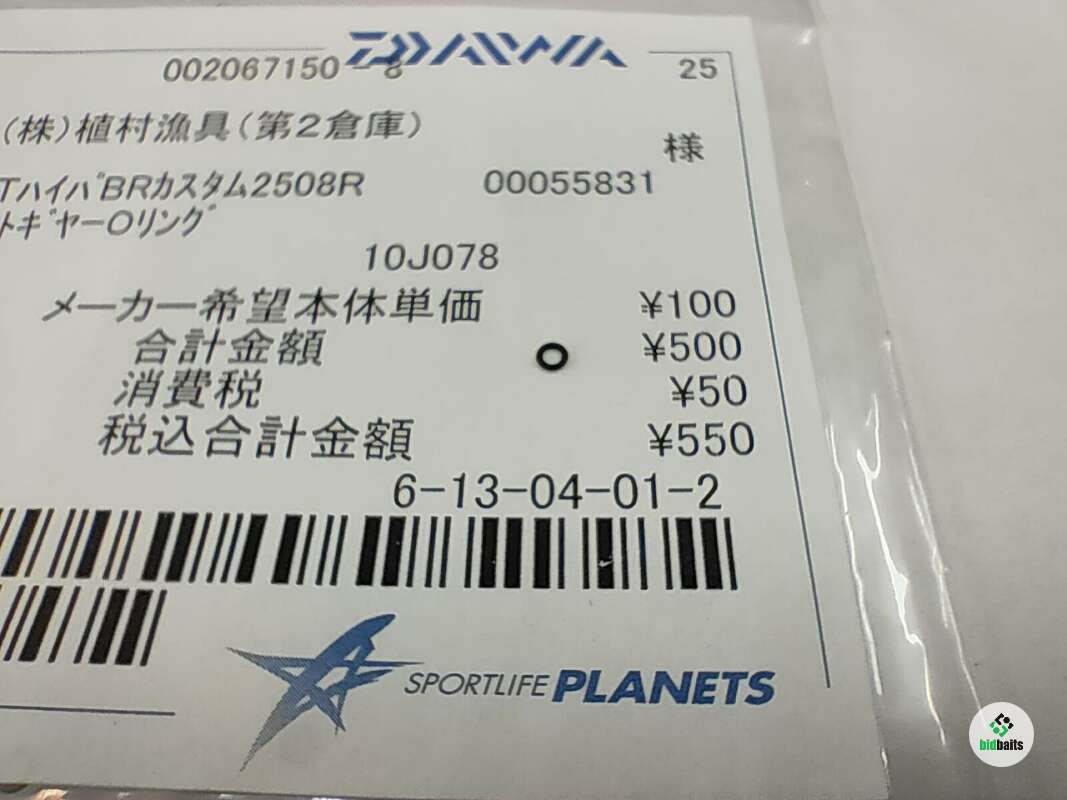 DAIWA
002067150-8 25
(株)植村漁具(第2倉庫)
様
TハイパBRカスタム2508R 00055831
トギヤーOリング
10J078
メーカー希望本体単価 ¥100
合計金額 ¥500
消費税 ¥50
税込合計金額 ¥550
6-13-04-01-2
SPORTLIFE PLANETS
bidbaits